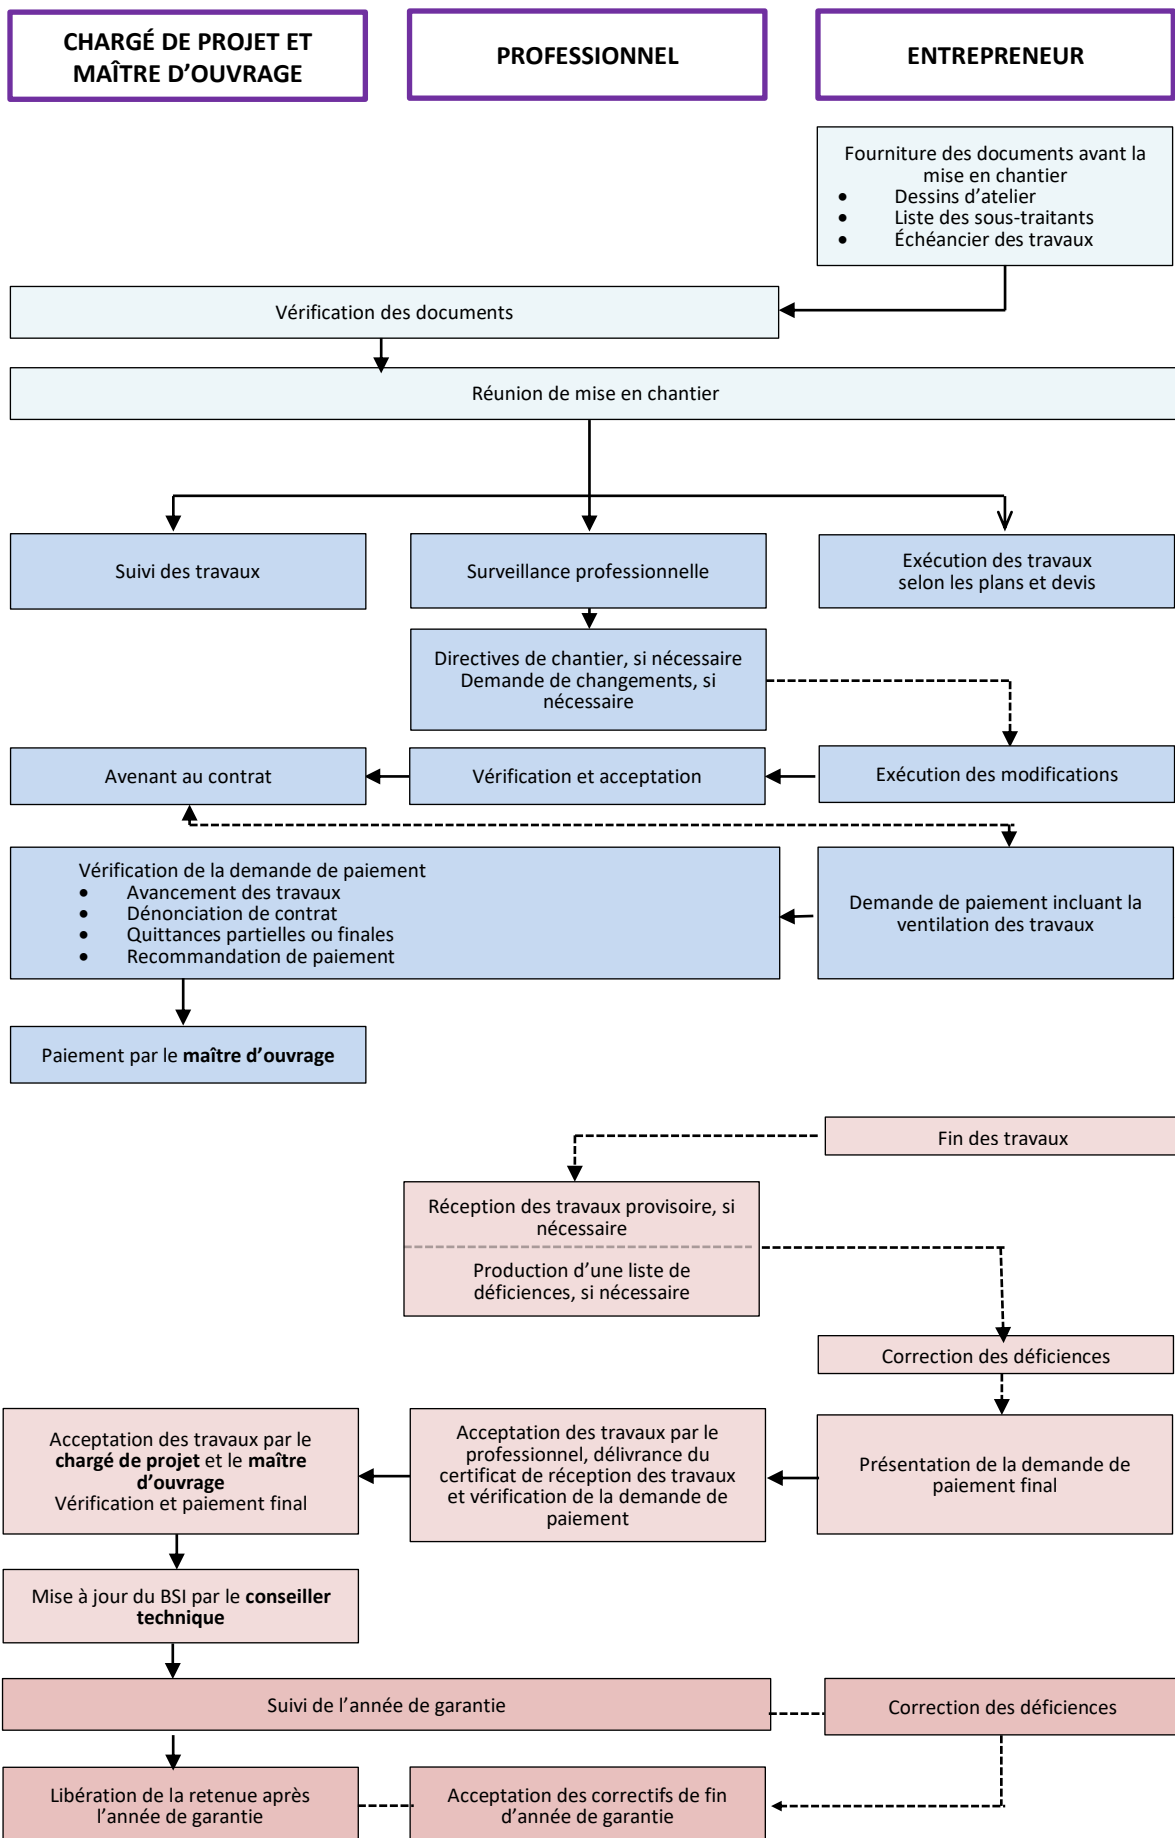 CHARGÉ DE PROJET ET
MAÎTRE D'OUVRAGE
PROFESSIONNEL
ENTREPRENEUR
Fourniture des documents avant la
mise en chantier
• Dessins d'atelier
• Liste des sous-traitants
• Échéancier des travaux
Vérification des documents
Réunion de mise en chantier
Suivi des travaux
Surveillance professionnelle
Exécution des travaux
selon les plans et devis
Directives de chantier, si nécessaire
Demande de changements, si
nécessaire
Avenant au contrat
Vérification et acceptation
Exécution des modifications
Vérification de la demande de paiement
• Avancement des travaux
• Dénonciation de contrat
• Quittances partielles ou finales
• Recommandation de paiement
Demande de paiement incluant la
ventilation des travaux
Paiement par le maître d'ouvrage
Fin des travaux
Réception des travaux provisoire, si
nécessaire
Production d'une liste de
déficiences, si nécessaire
Correction des déficiences
Acceptation des travaux par le
chargé de projet et le maître
d'ouvrage
Vérification et paiement final
Acceptation des travaux par le
professionnel, délivrance du
certificat de réception des travaux
et vérification de la demande de
paiement
Présentation de la demande de
paiement final
Mise à jour du BSI par le conseiller
technique
Suivi de l'année de garantie
Correction des déficiences
Libération de la retenue après
l'année de garantie
Acceptation des correctifs de fin
d'année de garantie